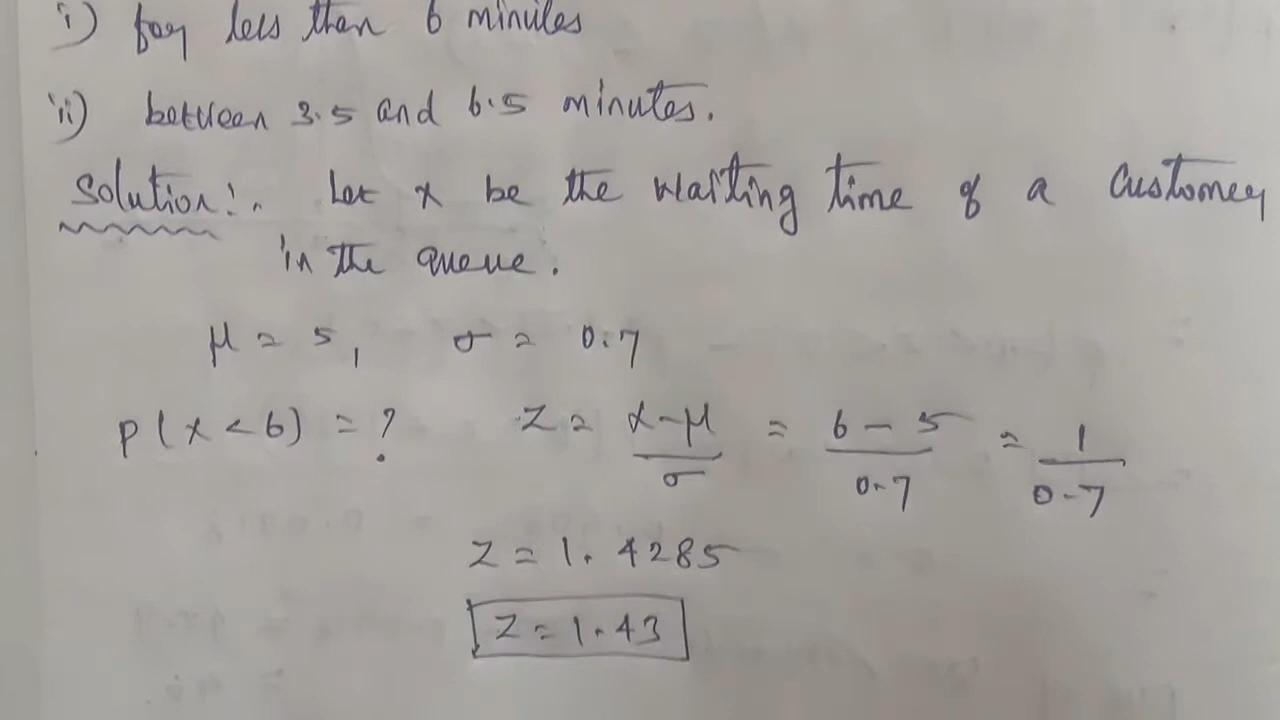 i) for less than 6 minutes
ii) between 3.5 and 6.5 minutes.
Solution:. Let x be the waiting time of a customer
in the queue.
μ = 5, σ = 0.7
P(x < 6) = ? Z = x-μ/σ = 6-5/0.7 = 1/0.7
Z = 1.4285
Z = 1.43